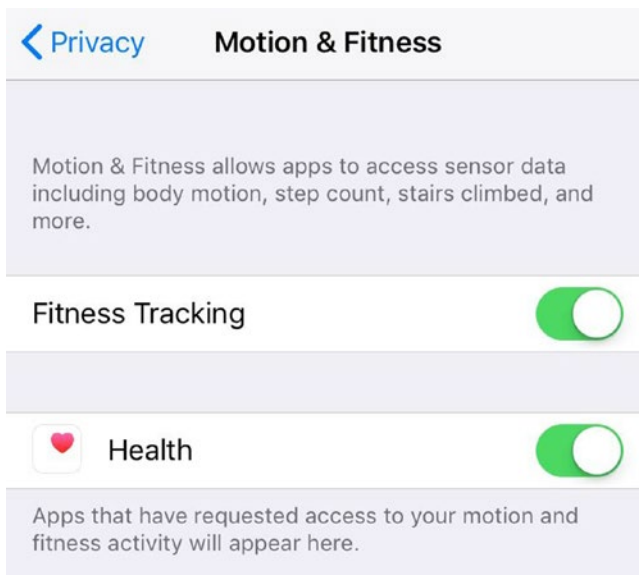 Privacy Motion & Fitness
Motion & Fitness allows apps to access sensor data
including body motion, step count, stairs climbed, and
more.
Fitness Tracking
Health
Apps that have requested access to your motion and
fitness activity will appear here.